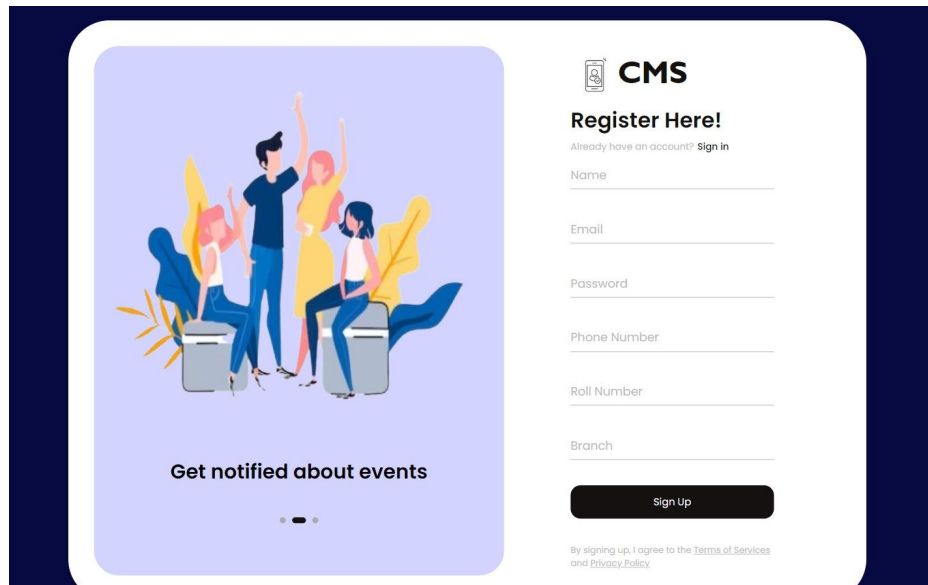 CMS
Register Here!
Already have an account? Sign in
Name
Email
Password
Phone Number
Roll Number
Branch
Sign Up
By signing up, I agree to the Terms of Services
and Privacy Policy
Get notified about events